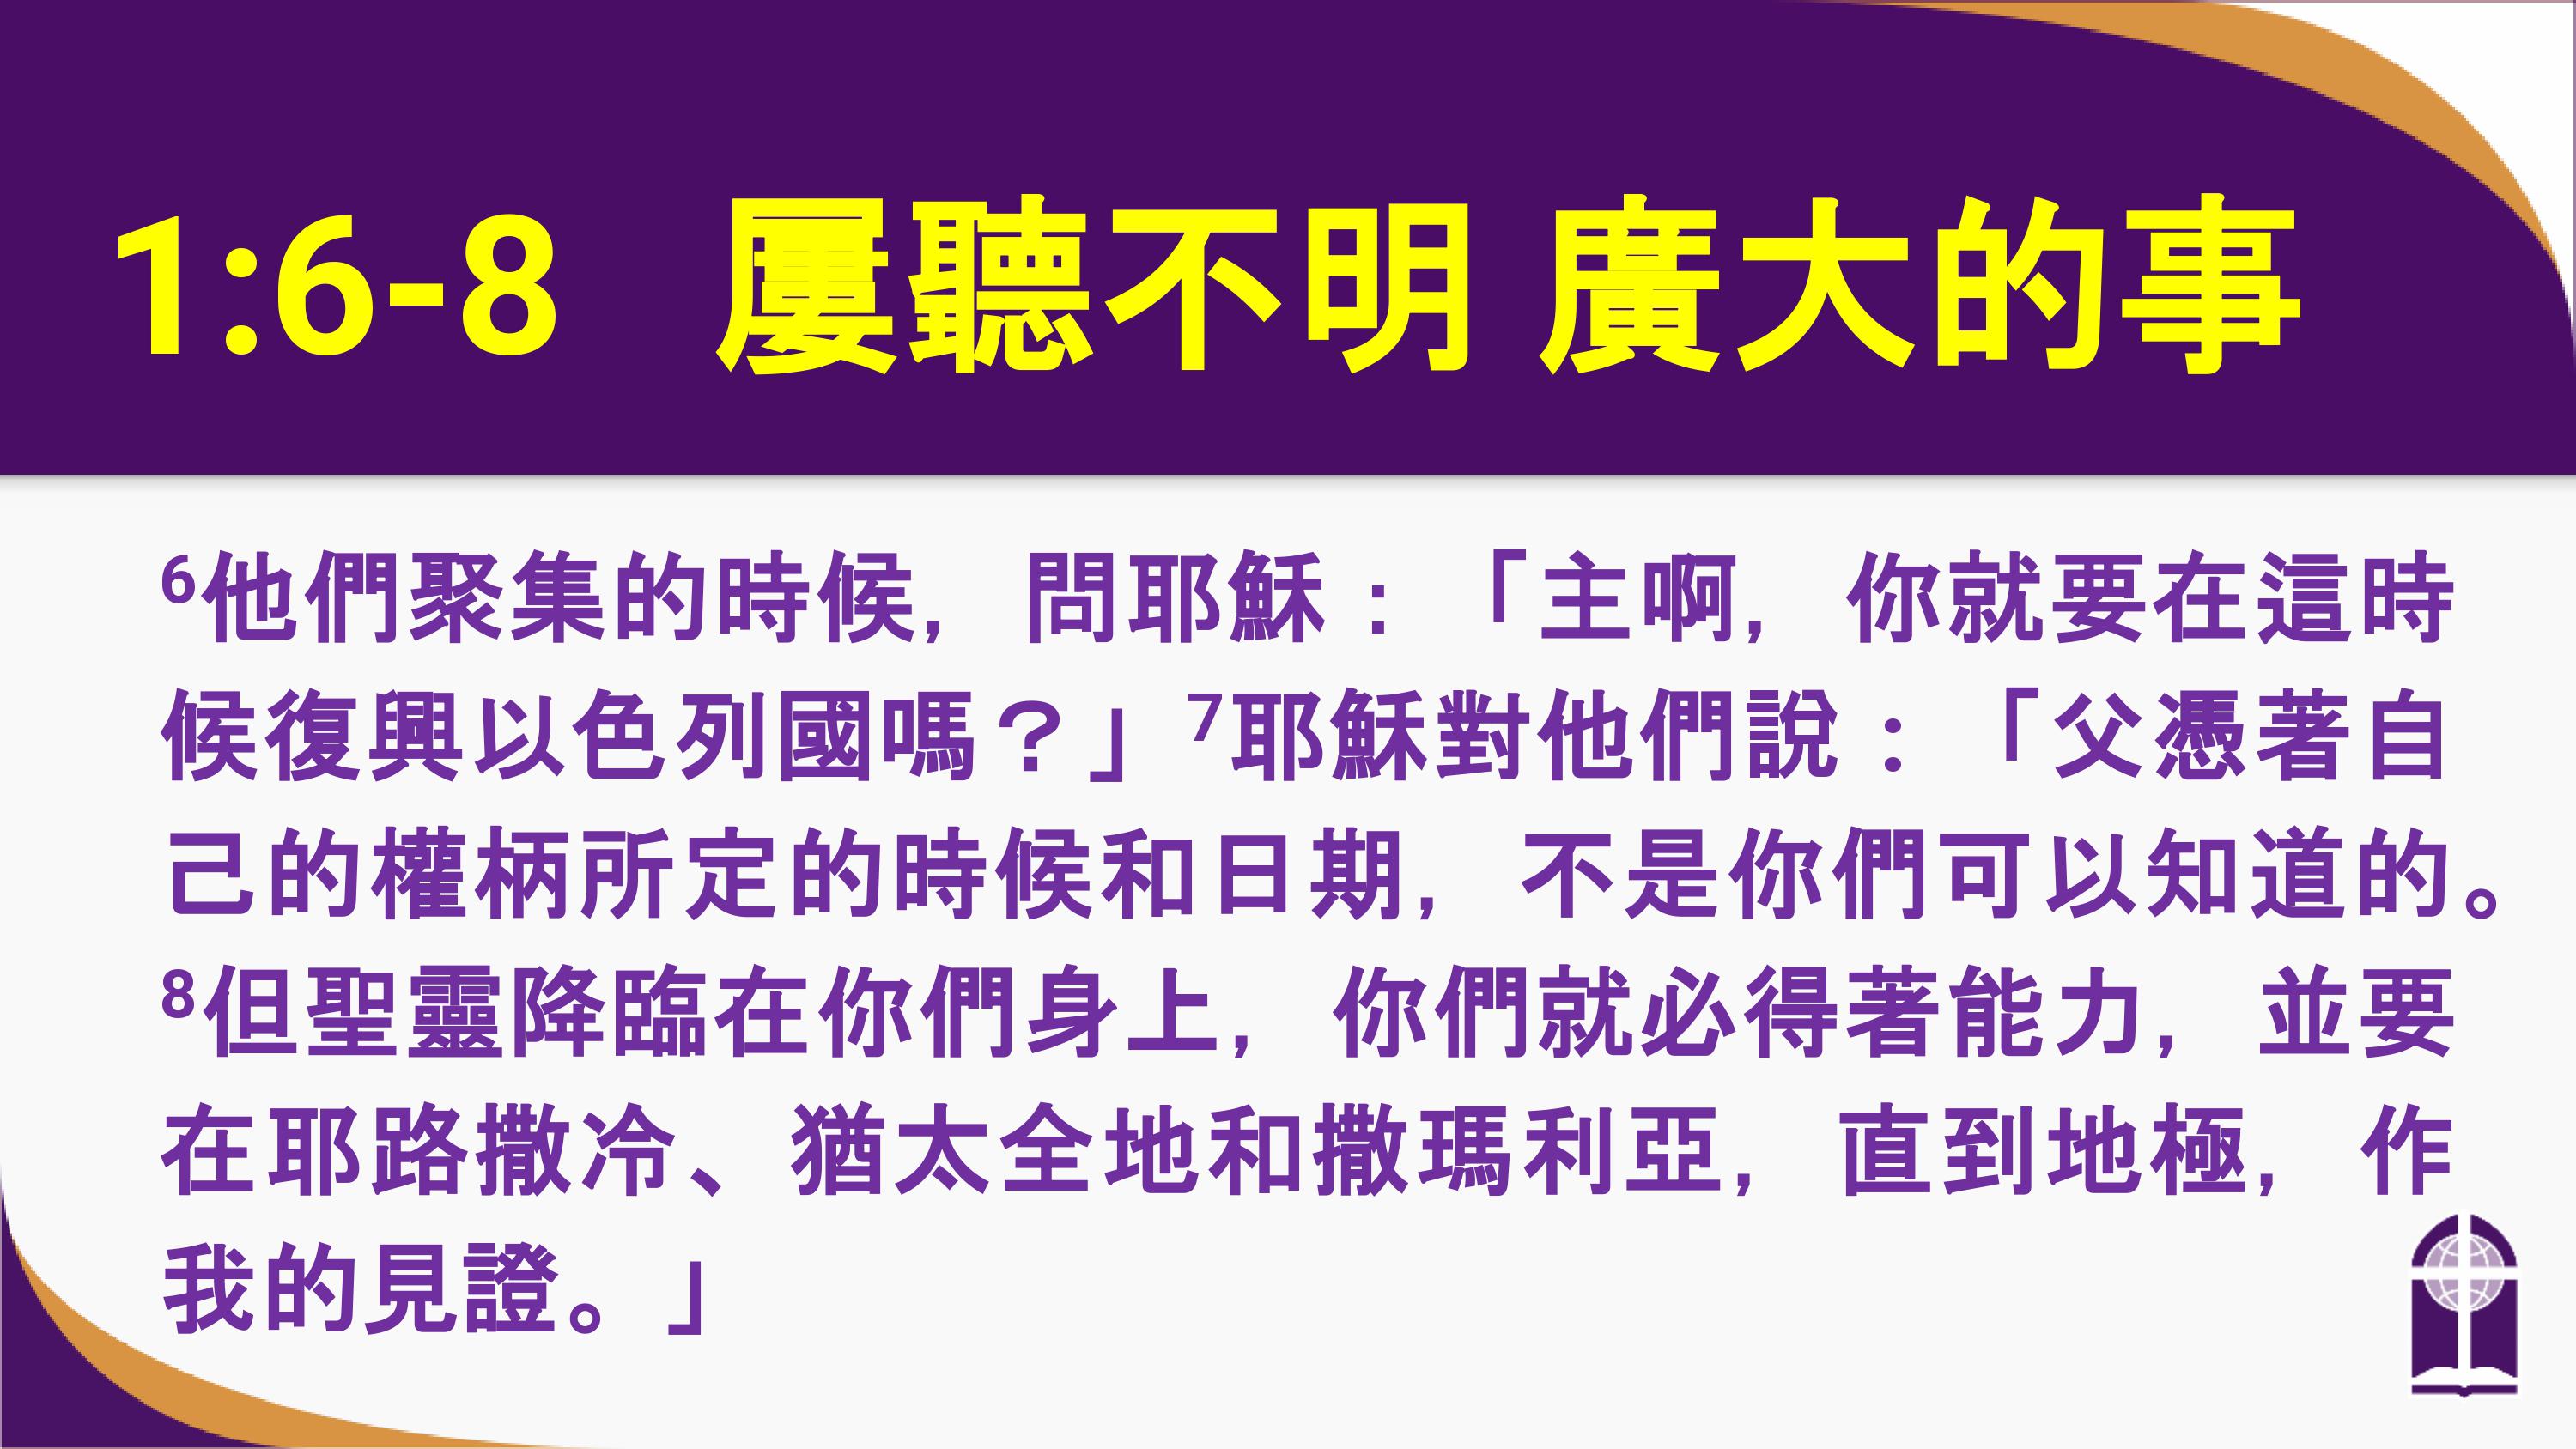 1:6-8 屢聽不明 廣大的事
6他們聚集的時候，問耶穌：「主啊，你就要在這時
候復興以色列國嗎？」7耶穌對他們說：「父憑著自
己的權柄所定的時候和日期，不是你們可以知道的。
8但聖靈降臨在你們身上，你們就必得著能力，並要
在耶路撒冷、猶太全地和撒瑪利亞，直到地極，作
我的見證。」